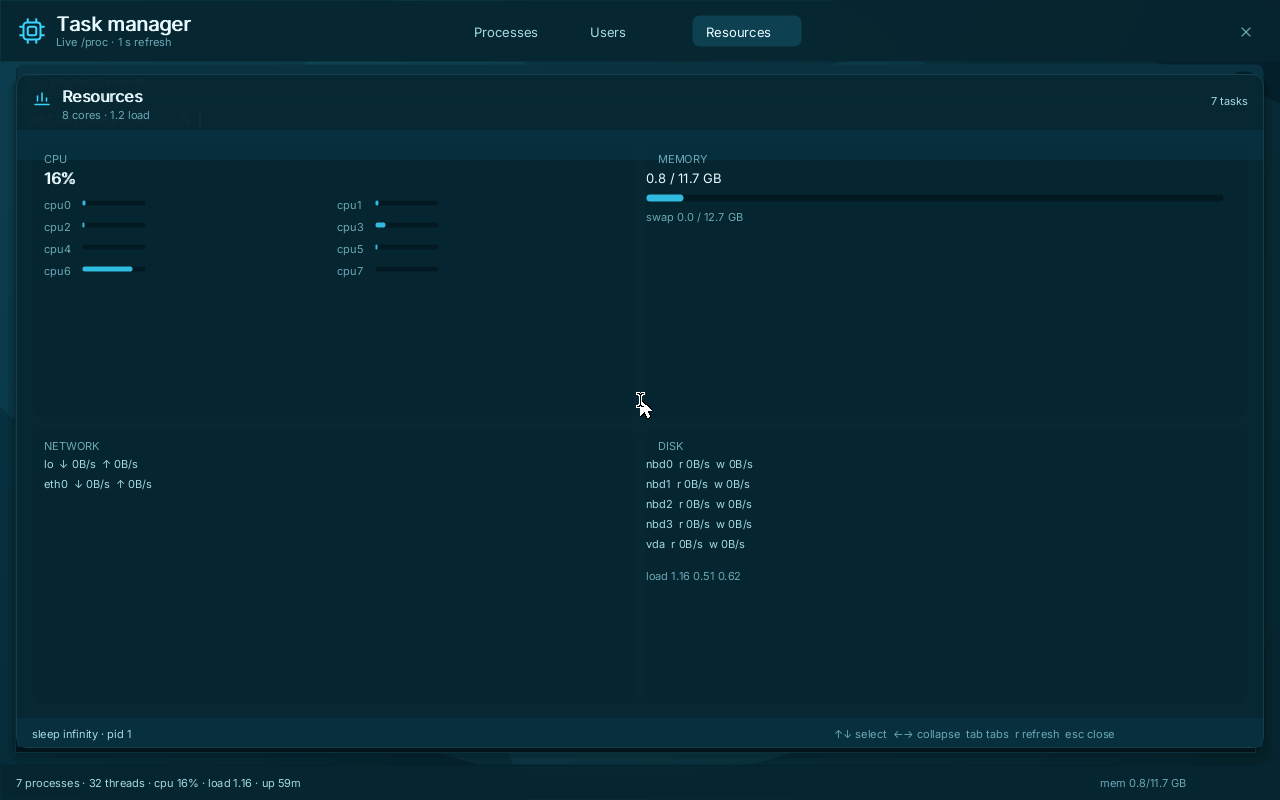 Task manager
Live /proc · 1 s refresh
Processes Users Resources
Resources
8 cores · 1.2 load
7 tasks
CPU
16%
cpu0 cpu1
cpu2 cpu3
cpu4 cpu5
cpu6 cpu7
MEMORY
0.8 / 11.7 GB
swap 0.0 / 12.7 GB
NETWORK
lo ↓ 0B/s ↑ 0B/s
eth0 ↓ 0B/s ↑ 0B/s
DISK
nbd0 r 0B/s w 0B/s
nbd1 r 0B/s w 0B/s
nbd2 r 0B/s w 0B/s
nbd3 r 0B/s w 0B/s
vda r 0B/s w 0B/s
load 1.16 0.51 0.62
sleep infinity · pid 1
↑↓ select ←→ collapse tab tabs r refresh esc close
7 processes · 32 threads · cpu 16% · load 1.16 · up 59m
mem 0.8/11.7 GB